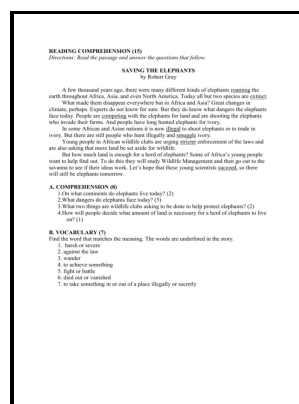 READING COMPREHENSION (15)
Directions: Read the passage and answer the questions that follow.
SAVING THE ELEPHANTS
by Robert Gray
A few thousand years ago, there were many different kinds of elephants roaming the
earth throughout Africa, Asia, and even North America. Today all but two species are extinct.
What made them disappear everywhere but in Africa and Asia? Great changes in
climate, perhaps. Experts do not know for sure. But they do know what dangers the elephants
face today. People are competing with the elephants for land and are shooting the elephants
who invade their farms. And people have long hunted elephants for ivory.
In some African and Asian nations it is now illegal to shoot elephants or to trade in
ivory. But there are still people who hunt illegally and smuggle ivory.
Young people in African wildlife clubs are urging stricter enforcement of the laws and
are also asking that more land be set aside for wildlife.
But how much land is enough for a herd of elephants? Some of Africa's young people
want to help find out. To do this they will study Wildlife Management and then go out to the
savanna to see if their ideas work. Let's hope that these young scientists succeed, so there
will still be elephants tomorrow.
A. COMPREHENSION (8)
1.On what continents do elephants live today? (2)
2.What dangers do elephants face today? (3)
3.What two things are wildlife clubs asking to be done to help protect elephants? (2)
4.How will people decide what amount of land is necessary for a herd of elephants to live
on? (1)
B. VOCABULARY (7)
Find the word that matches the meaning. The words are underlined in the story.
1. harsh or severe
2. against the law
3. wander
4. to achieve something
5. fight or battle
6. died out or vanished
7. to take something in or out of a place illegally or secretly